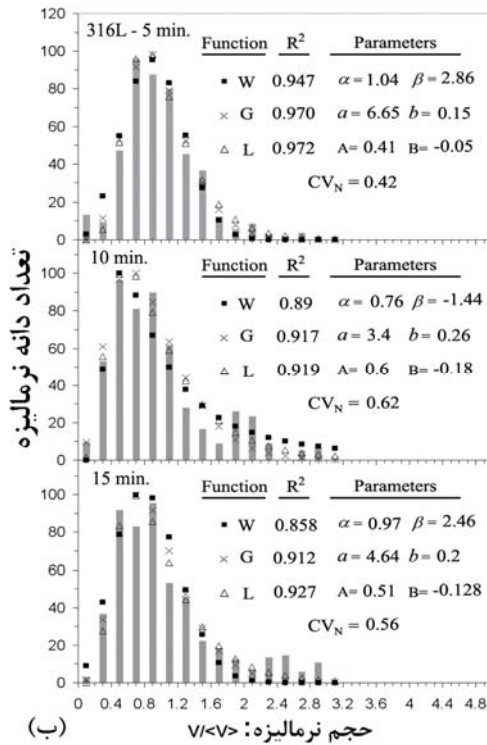 120
316L - 5 min.
Function R² Parameters
100
■ W 0.947 α = 1.04 β = 2.86
80
× G 0.970 a = 6.65 b = 0.15
60
△ L 0.972 A= 0.41 B= -0.05
40
CV_N = 0.42
20
0
10 min.
Function R² Parameters
100
■ W 0.89 α = 0.76 β = -1.44
80
× G 0.917 a = 3.4 b = 0.26
60
△ L 0.919 A= 0.6 B= -0.18
40
CV_N = 0.62
20
0
15 min.
Function R² Parameters
100
■ W 0.858 α = 0.97 β = 2.46
80
× G 0.912 a = 4.64 b = 0.2
60
△ L 0.927 A= 0.51 B= -0.128
40
CV_N = 0.56
20
0
0 0.4 0.8 1.2 1.6 2 2.4 2.8 3.2 3.6 4 4.4 4.8
تعداد دانه نرمالیزه
حجم نرمالیزه: V/<V>
(ب)